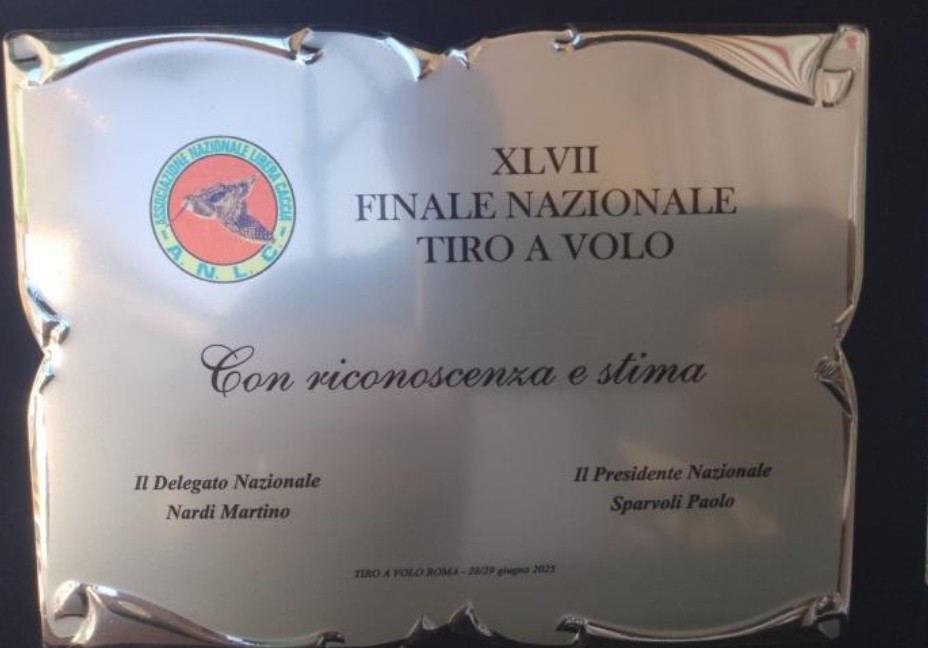 ASSOCIAZIONE NAZIONALE LIBERA CACCIA
- A. N. L. C. -
XLVII
FINALE NAZIONALE
TIRO A VOLO
Con riconoscenza e stima
Il Delegato Nazionale
Nardi Martino
Il Presidente Nazionale
Sparvoli Paolo
TIRO A VOLO ROMA - 28/29 giugno 2025